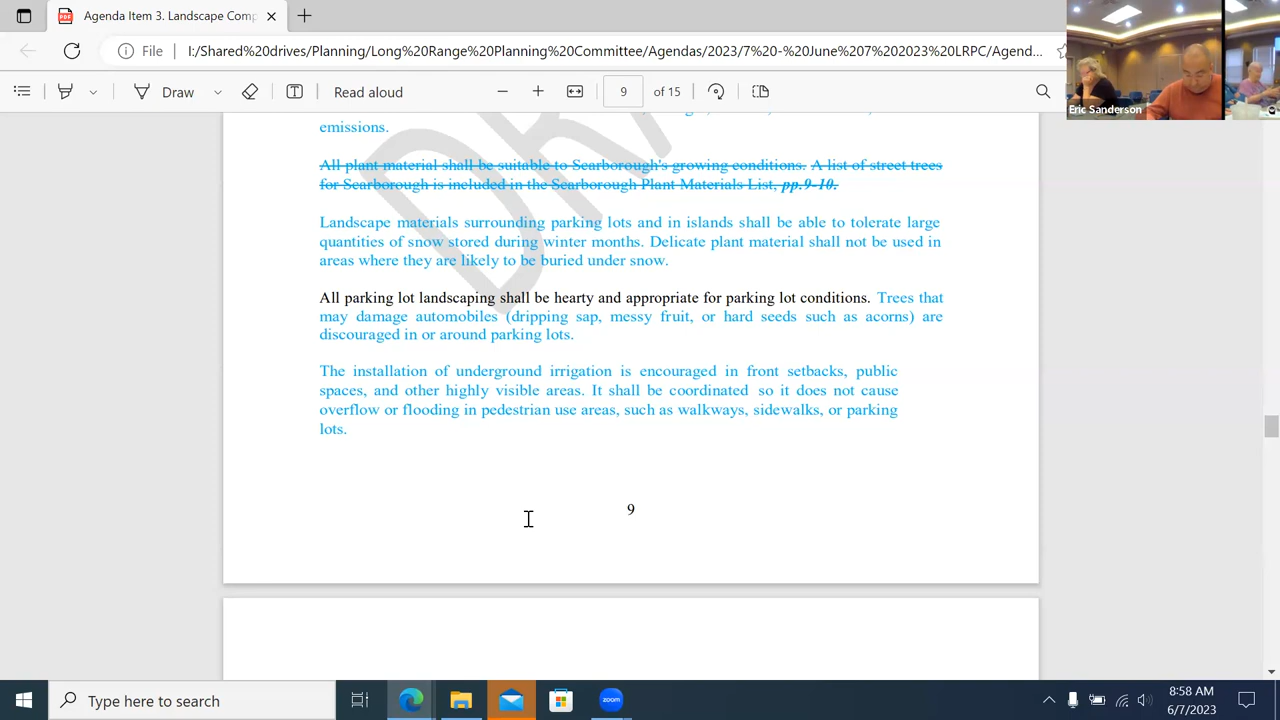 Agenda Item 3. Landscape Comp
File
I:/Shared%20drives/Planning/Long%20Range%20Planning%20Committee/Agendas/2023/7%20-%20June%207%202023%20LRPC/Agend...
Draw
Read aloud
9
of 15
Eric Sanderson
emissions.
All plant material shall be suitable to Scarborough's growing conditions. A list of street trees
for Scarborough is included in the Scarborough Plant Materials List, pp.9-10.
Landscape materials surrounding parking lots and in islands shall be able to tolerate large
quantities of snow stored during winter months. Delicate plant material shall not be used in
areas where they are likely to be buried under snow.
All parking lot landscaping shall be hearty and appropriate for parking lot conditions. Trees that
may damage automobiles (dripping sap, messy fruit, or hard seeds such as acorns) are
discouraged in or around parking lots.
The installation of underground irrigation is encouraged in front setbacks, public
spaces, and other highly visible areas. It shall be coordinated so it does not cause
overflow or flooding in pedestrian use areas, such as walkways, sidewalks, or parking
lots.
9
Type here to search
zoom
8:58 AM
6/7/2023